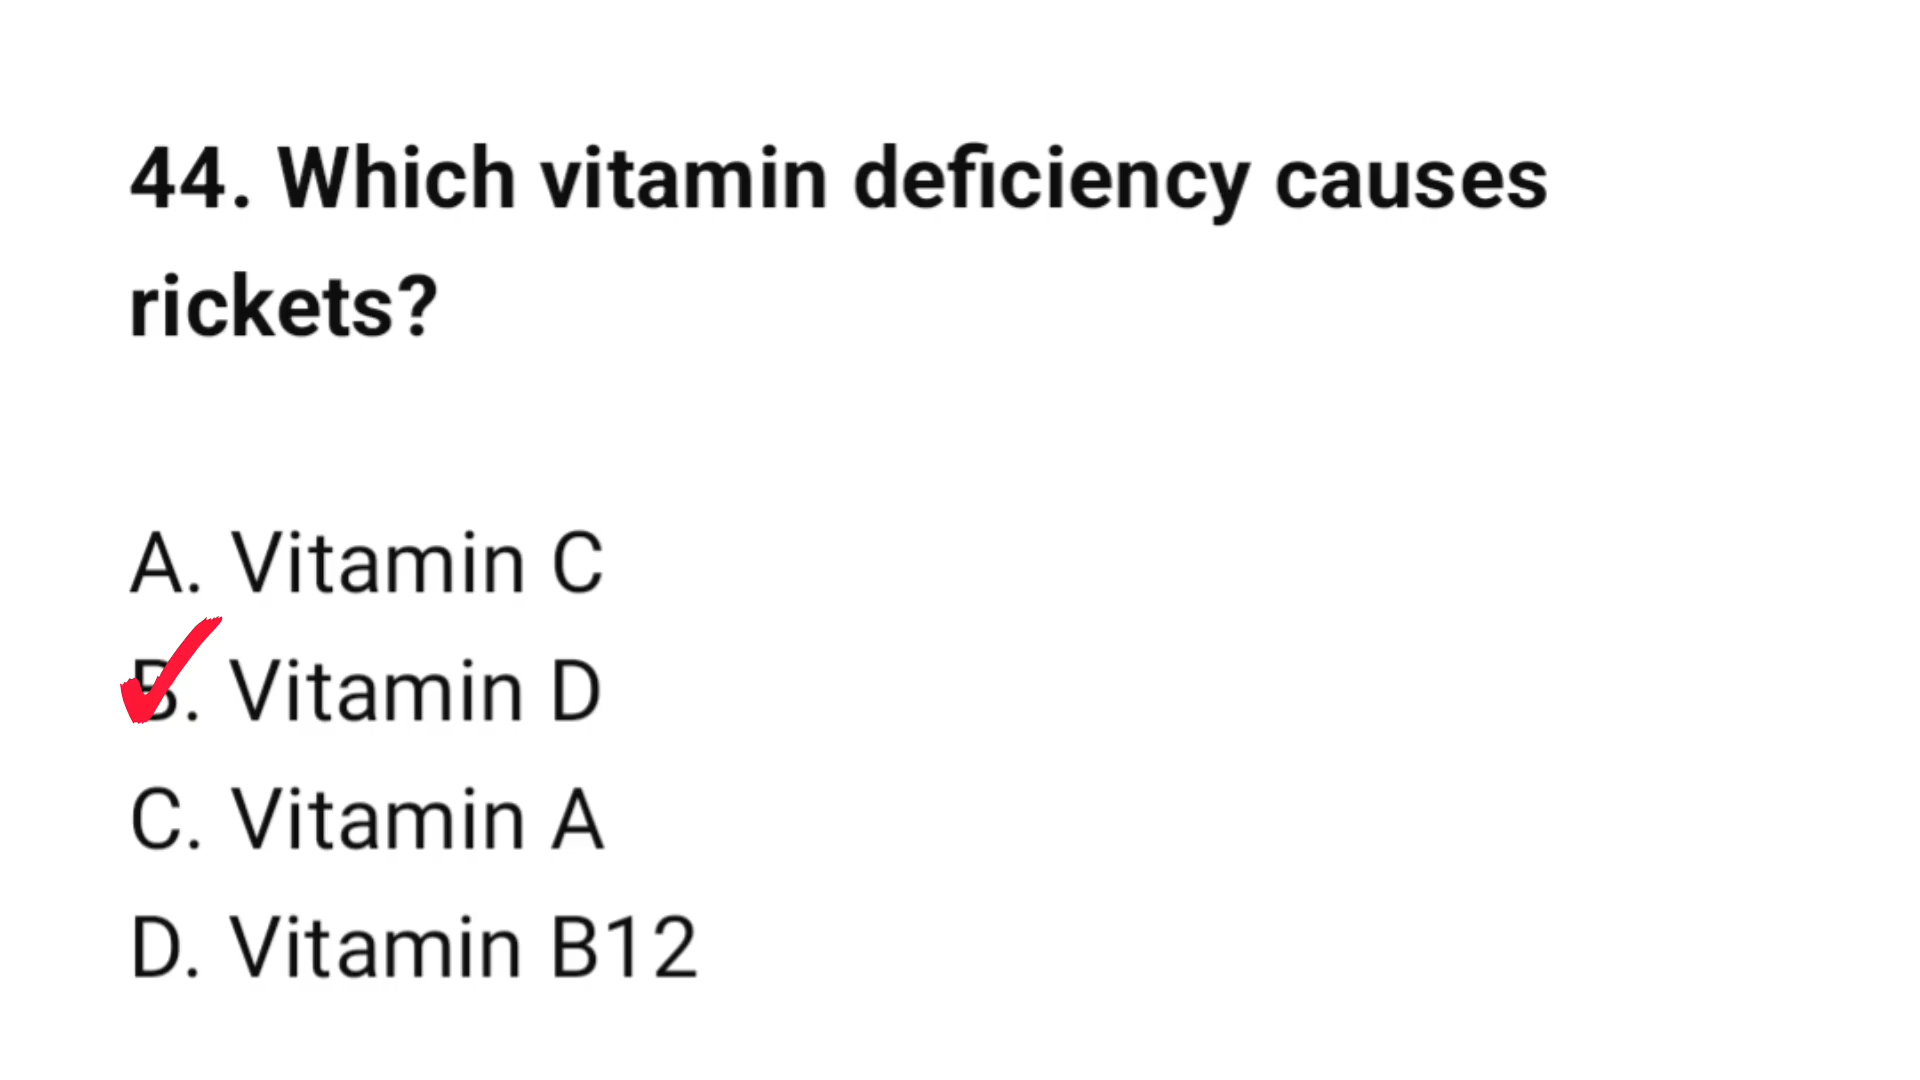 44. Which vitamin deficiency causes
rickets?
A. Vitamin C
B. Vitamin D
C. Vitamin A
D. Vitamin B12